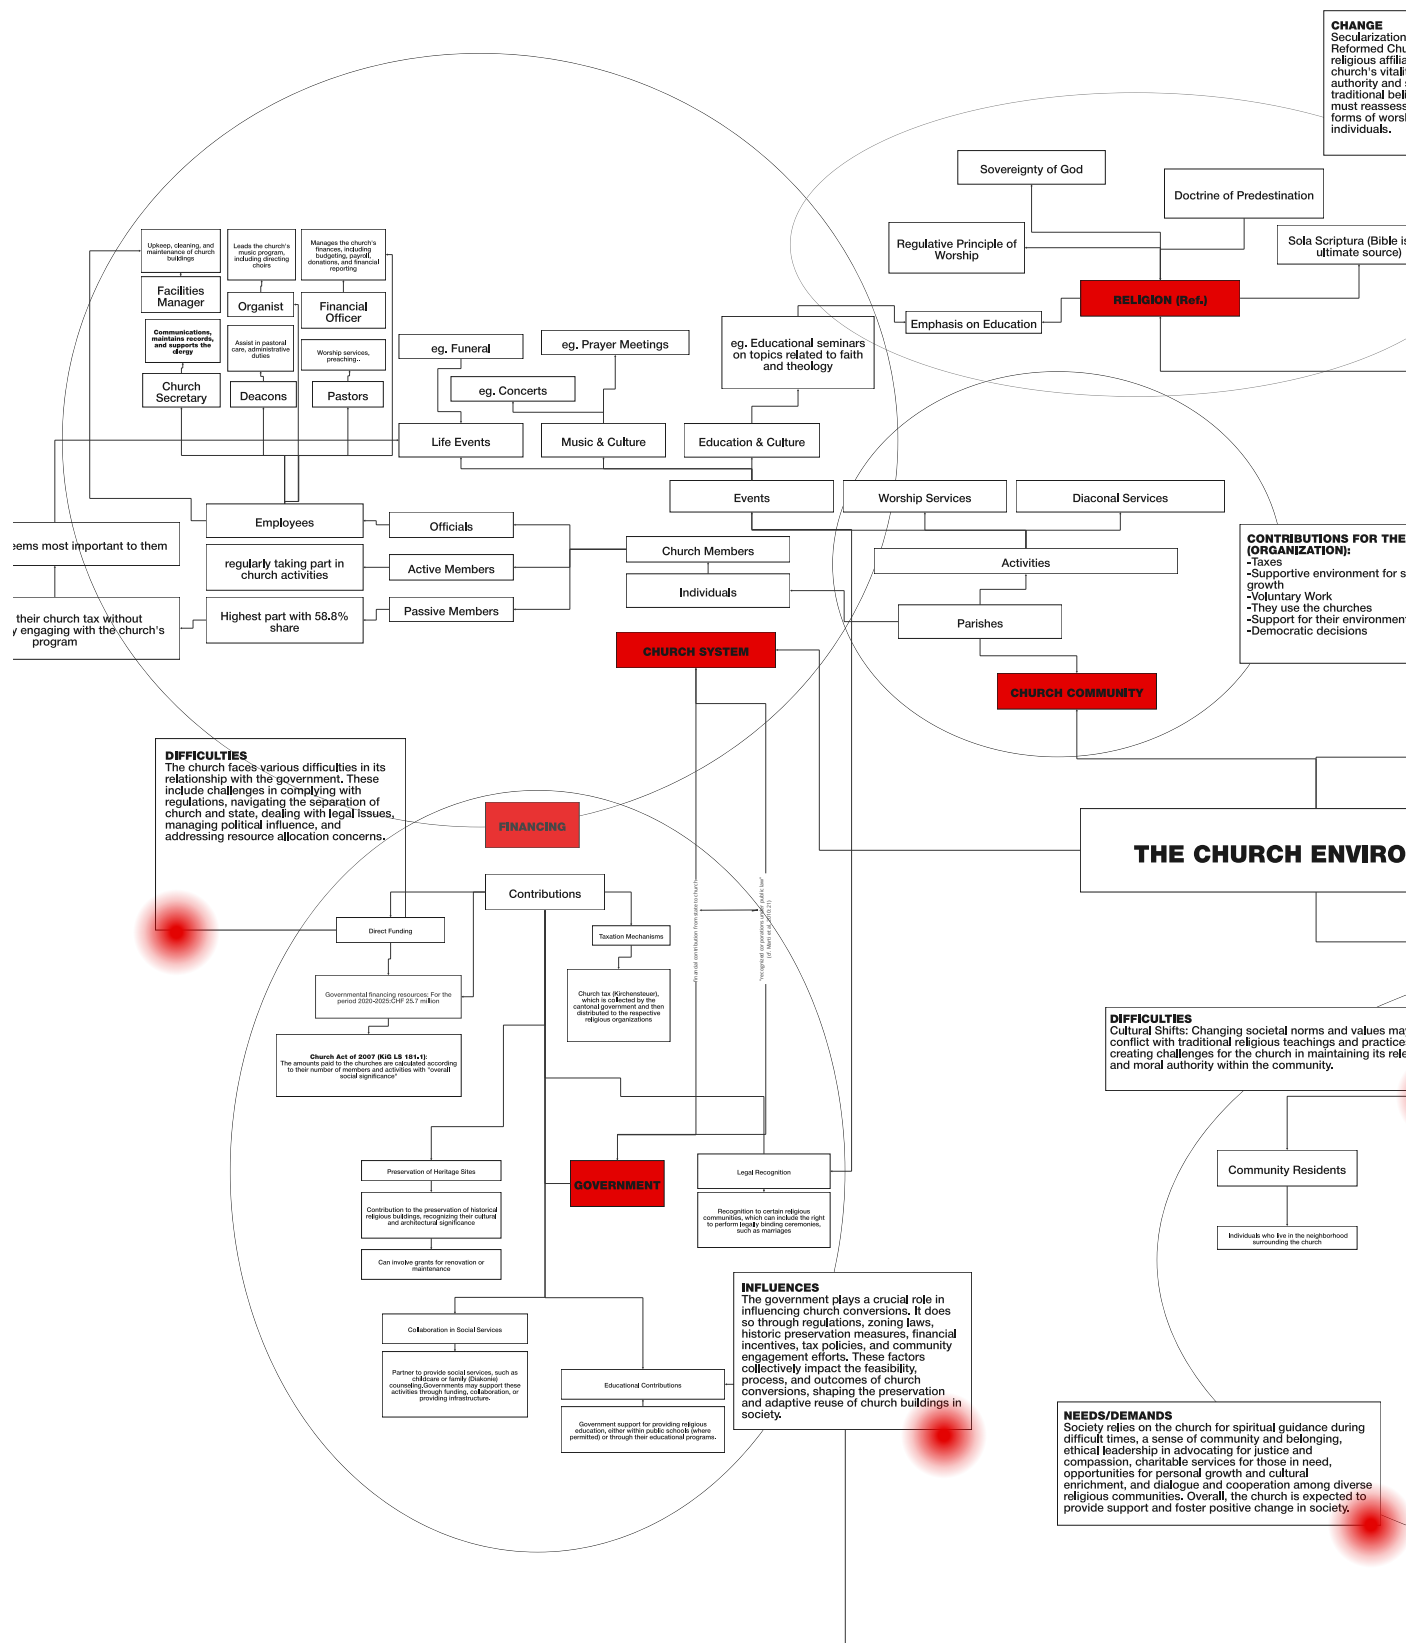 CHANGE
Secularization
Reformed Chu
religious affilia
church's vitali
authority and s
traditional beli
must reassess
forms of worsh
individuals.
Sovereignty of God
Doctrine of Predestination
Regulative Principle of
Worship
Sola Scriptura (Bible is
ultimate source)
RELIGION (Ref.)
Emphasis on Education
Upkeep, cleaning, and
maintenance of church
buildings
Leads the church's
music program,
including directing
choirs
Manages the church's
finances, including
budgeting, payroll,
donations, and financial
reporting
Facilities
Manager
Organist
Financial
Officer
Communications,
maintains records,
and supports the
clergy
Assist in pastoral
care, administrative
duties
Worship services,
preaching..
Church
Secretary
Deacons
Pastors
eg. Funeral
eg. Prayer Meetings
eg. Concerts
eg. Educational seminars
on topics related to faith
and theology
Life Events
Music & Culture
Education & Culture
Events
Worship Services
Diaconal Services
Employees
Officials
Church Members
Activities
eems most important to them
regularly taking part in
church activities
Active Members
Individuals
their church tax without
y engaging with the church's
program
Highest part with 58.8%
share
Passive Members
Parishes
CONTRIBUTIONS FOR THE
(ORGANIZATION):
-Taxes
-Supportive environment for s
growth
-Voluntary Work
-They use the churches
-Support for their environment
-Democratic decisions
CHURCH SYSTEM
CHURCH COMMUNITY
DIFFICULTIES
The church faces various difficulties in its
relationship with the government. These
include challenges in complying with
regulations, navigating the separation of
church and state, dealing with legal issues,
managing political influence, and
addressing resource allocation concerns.
FINANCING
THE CHURCH ENVIRO
Contributions
Direct Funding
Taxation Mechanisms
financial contribution from state to church
"recognized corporations under public law"
Governmental financing resources: For the
period 2020-2025:CHF 25.7 million
Church tax (Kirchensteuer),
which is collected by the
cantonal government and then
distributed to the respective
religious organizations
Church Act of 2007 (KiG LS 181.1):
The amounts paid to the churches are calculated according
to their number of members and activities with "overall
social significance"
DIFFICULTIES
Cultural Shifts: Changing societal norms and values may
conflict with traditional religious teachings and practices
creating challenges for the church in maintaining its rele
and moral authority within the community.
Preservation of Heritage Sites
GOVERNMENT
Legal Recognition
Community Residents
Contribution to the preservation of historical
religious buildings, recognizing their cultural
and architectural significance
Recognition to certain religious
communities, which can include the right
to perform legally binding ceremonies,
such as marriages
Individuals who live in the neighborhood
surrounding the church
Can involve grants for renovation or
maintenance
INFLUENCES
The government plays a crucial role in
influencing church conversions. It does
so through regulations, zoning laws,
historic preservation measures, financial
incentives, tax policies, and community
engagement efforts. These factors
collectively impact the feasibility,
process, and outcomes of church
conversions, shaping the preservation
and adaptive reuse of church buildings in
society.
Collaboration in Social Services
Partner to provide social services, such as
childcare or family (Diakonie)
counseling,Governments may support these
activities through funding, collaboration, or
providing infrastructure.
Educational Contributions
Government support for providing religious
education, either within public schools (where
permitted) or through their educational programs.
NEEDS/DEMANDS
Society relies on the church for spiritual guidance during
difficult times, a sense of community and belonging,
ethical leadership in advocating for justice and
compassion, charitable services for those in need,
opportunities for personal growth and cultural
enrichment, and dialogue and cooperation among diverse
religious communities. Overall, the church is expected to
provide support and foster positive change in society.